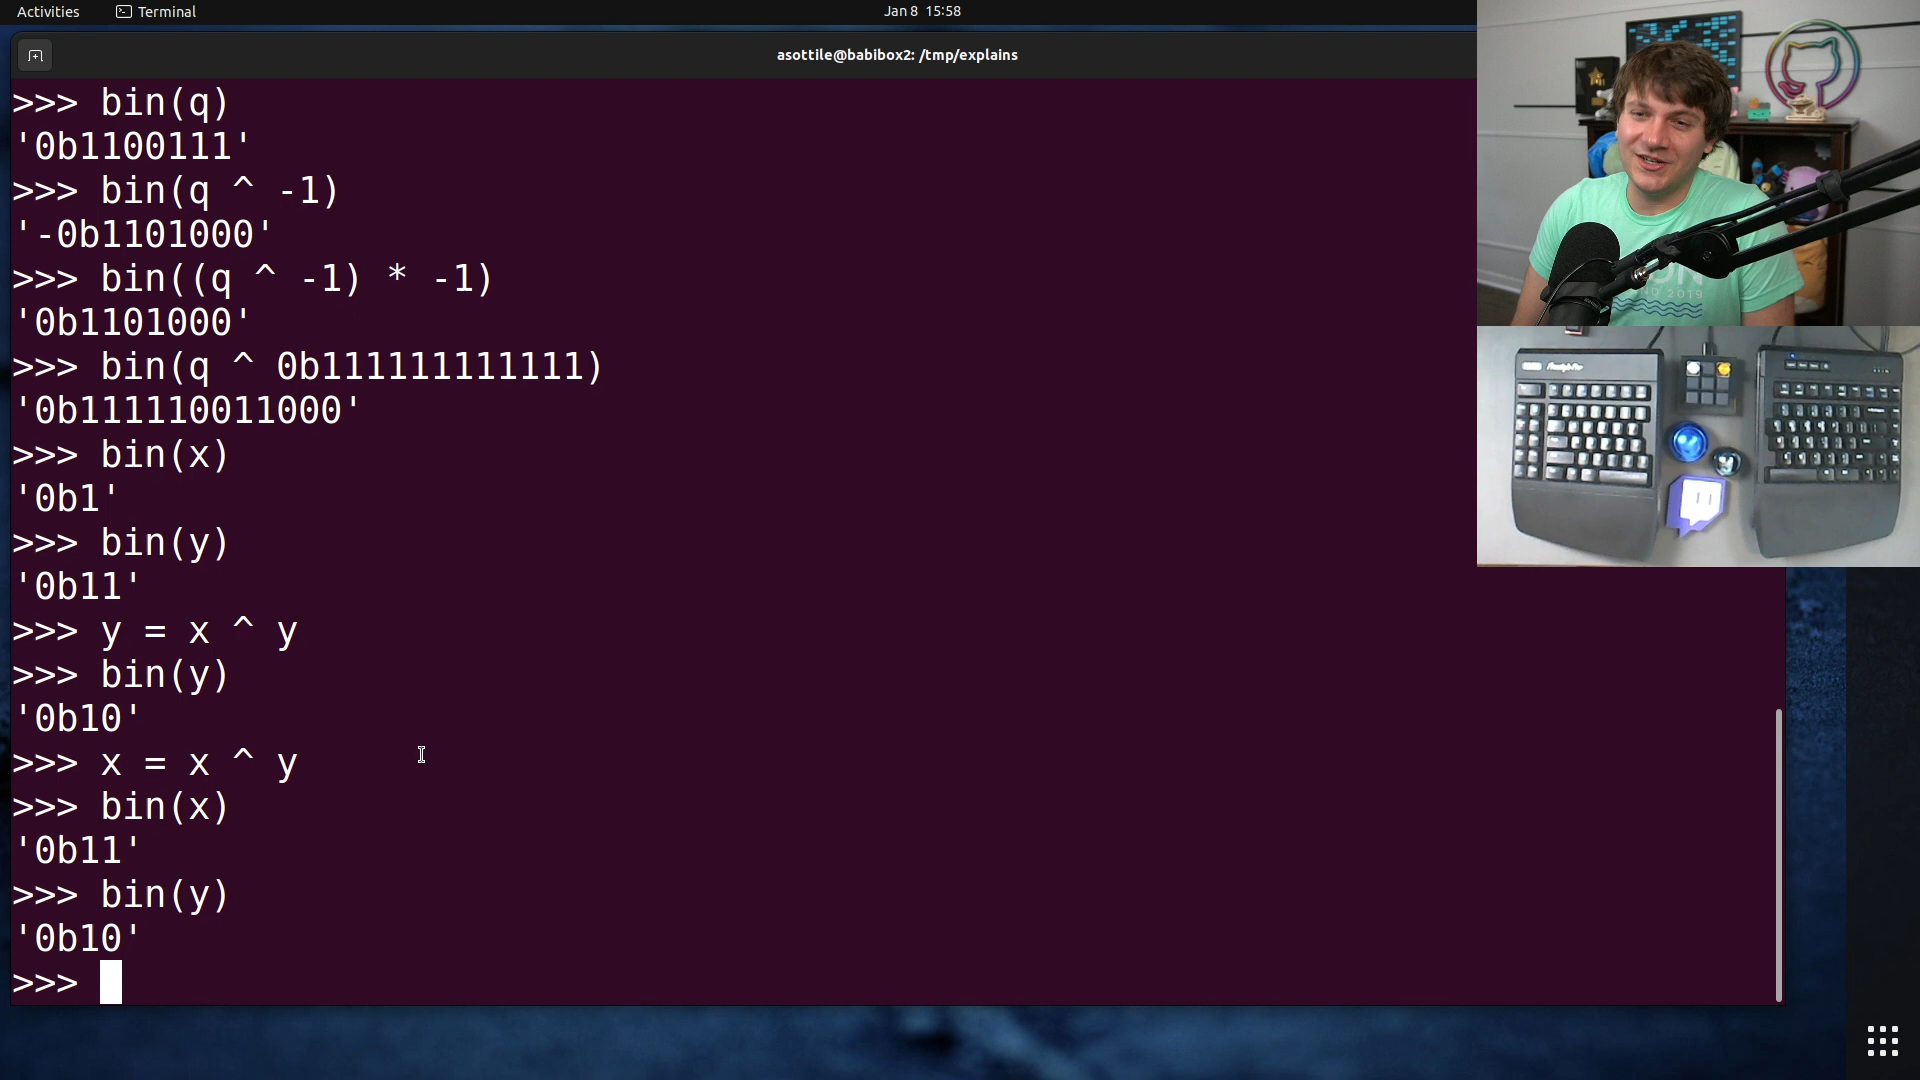 Activities Terminal Jan 8 15:58
asottile@babibox2: /tmp/explains
>>> bin(q)
'0b1100111'
>>> bin(q ^ -1)
'-0b1101000'
>>> bin((q ^ -1) * -1)
'0b1101000'
>>> bin(q ^ 0b111111111111)
'0b111110011000'
>>> bin(x)
'0b1'
>>> bin(y)
'0b11'
>>> y = x ^ y
>>> bin(y)
'0b10'
>>> x = x ^ y
>>> bin(x)
'0b11'
>>> bin(y)
'0b10'
>>>
2019